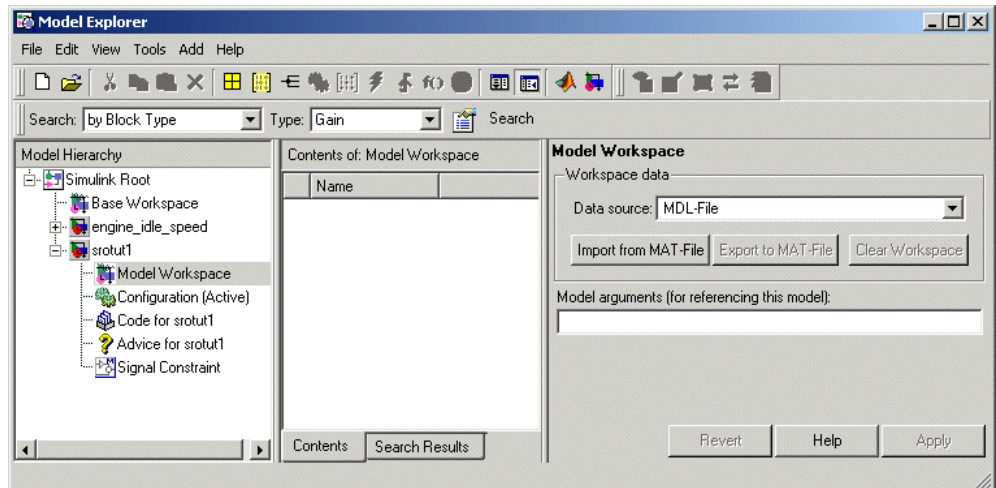 Model Explorer
File Edit View Tools Add Help
Search: by Block Type Type: Gain Search
Model Hierarchy
Simulink Root
Base Workspace
engine_idle_speed
srotut1
Model Workspace
Configuration (Active)
Code for srotut1
Advice for srotut1
Signal Constraint
Contents of: Model Workspace
Name
Contents Search Results
Model Workspace
Workspace data
Data source: MDL-File
Import from MAT-File Export to MAT-File Clear Workspace
Model arguments (for referencing this model):
Revert Help Apply